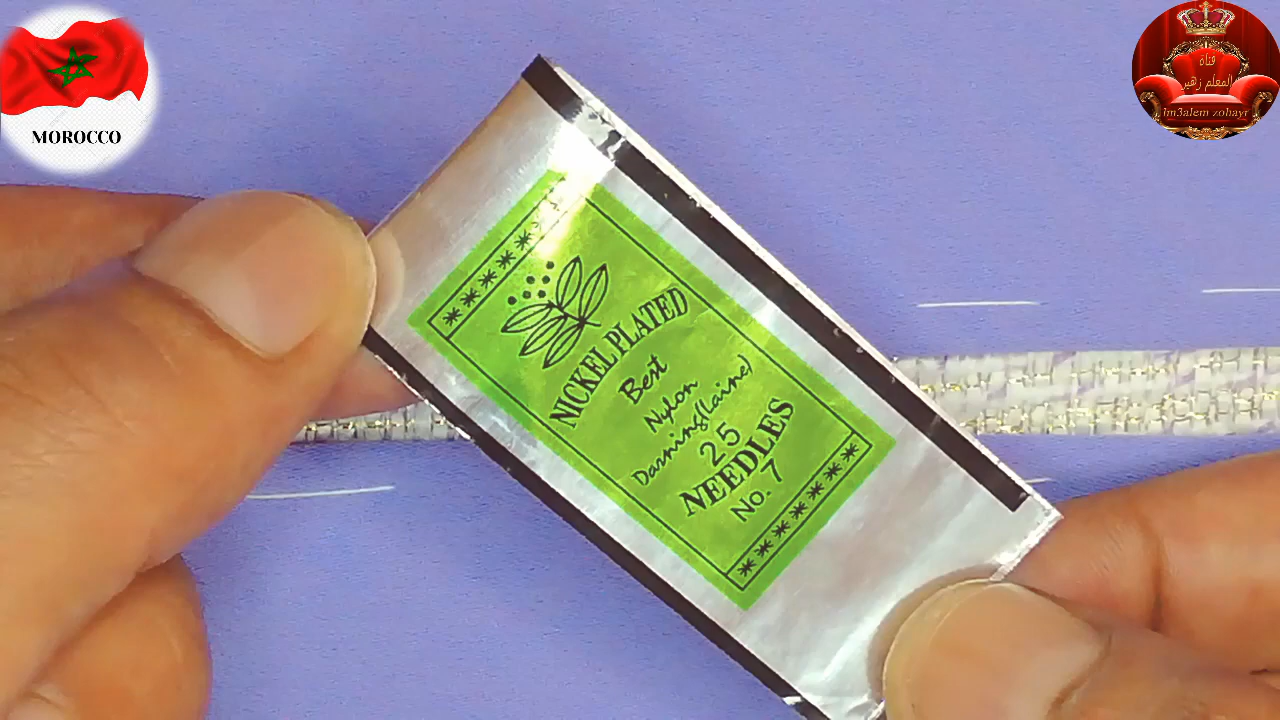 MOROCCO
قناة
المعلم زهير
lm3alem zohayr
NICKEL PLATED
Best
Nylon
Darning(laine)
25
NEEDLES
No. 7